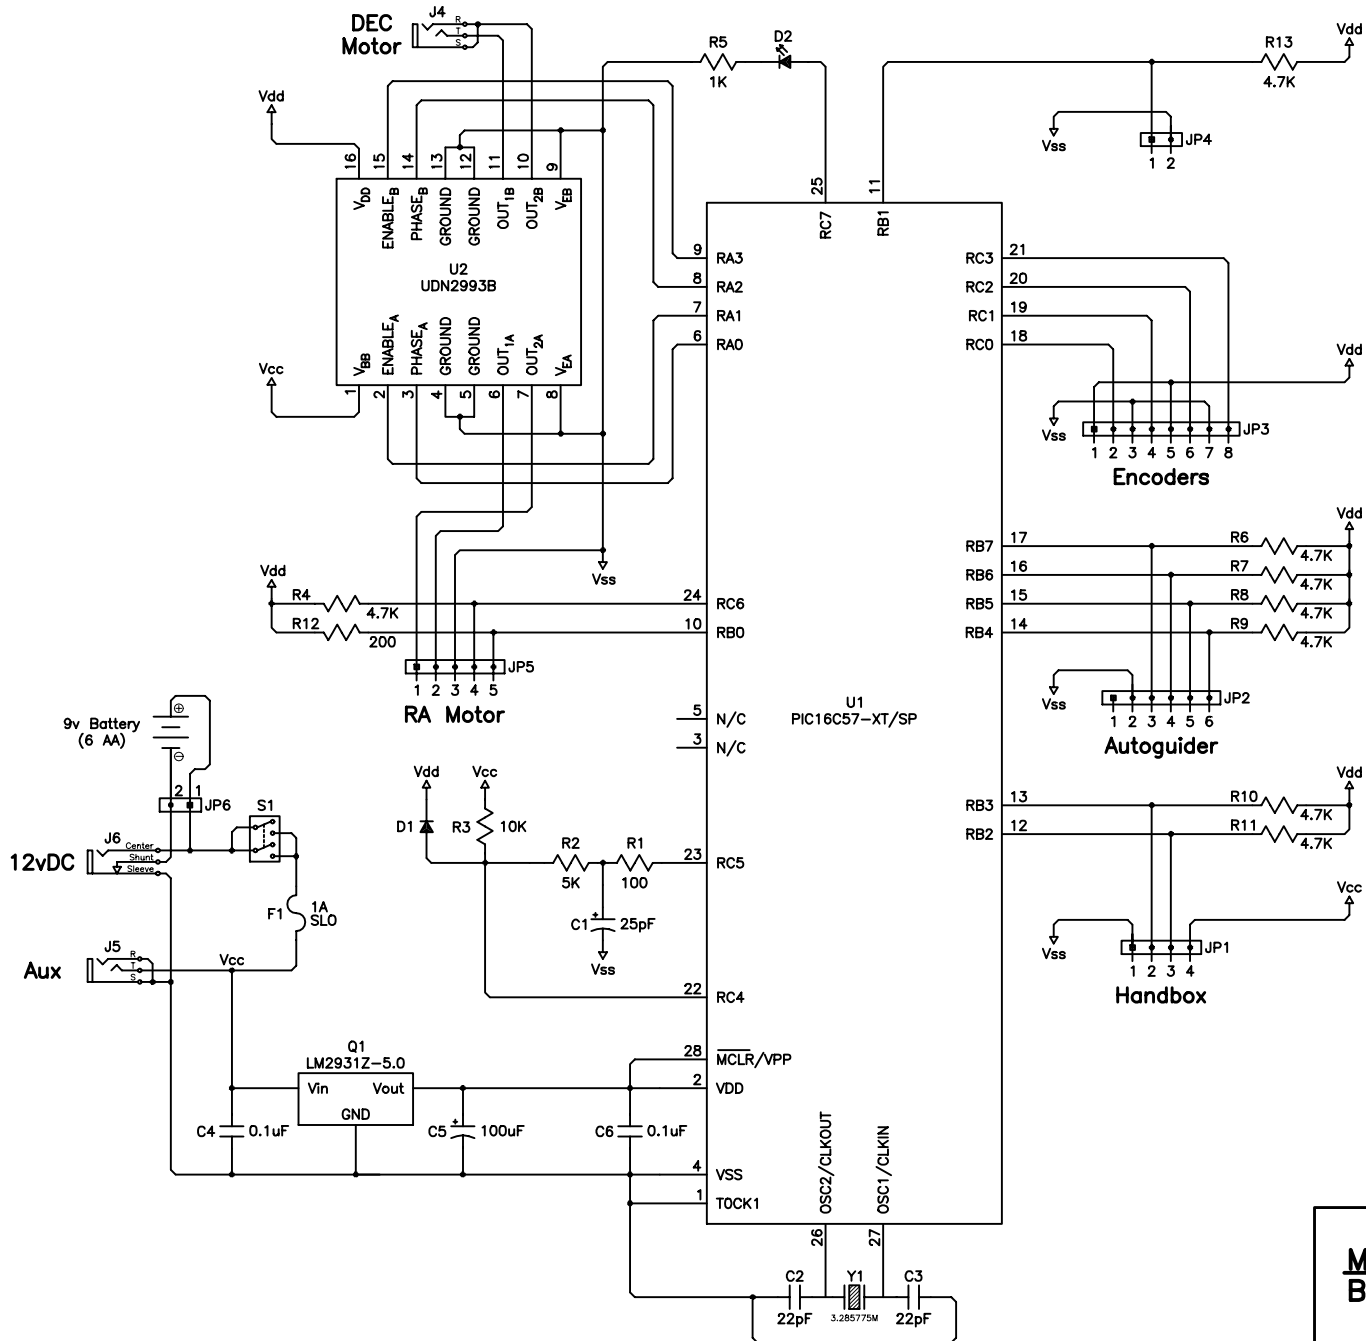 DEC
Motor
J4
R
T
S
R5
1K
D2
R13
4.7K
Vdd
Vdd
Vss
JP4
1 2
16 15 14 13 12 11 10 9
VDD
ENABLEB
PHASEB
GROUND
GROUND
OUT1B
OUT2B
VEB
U2
UDN2993B
VBB
ENABLEA
PHASEA
GROUND
GROUND
OUT1A
OUT2A
VEA
1 2 3 4 5 6 7 8
Vcc
25
RC7
11
RB1
9 RA3
8 RA2
7 RA1
6 RA0
RC3 21
RC2 20
RC1 19
RC0 18
Vdd
Vss
JP3
1 2 3 4 5 6 7 8
Encoders
Vss
Vdd
R4
4.7K
R12
200
24 RC6
10 RB0
JP5
1 2 3 4 5
RA Motor
Vdd
RB7 17 R6 4.7K
RB6 16 R7 4.7K
RB5 15 R8 4.7K
RB4 14 R9 4.7K
Vss
JP2
1 2 3 4 5 6
Autoguider
U1
PIC16C57-XT/SP
5 N/C
3 N/C
9v Battery
(6 AA)
2 1
JP6
S1
J6
Center
Shunt
Sleeve
12vDC
F1
1A
SLO
J5
R
T
S
Aux
Vcc
Vdd
Vcc
D1
R3
10K
R2
5K
R1
100
23 RC5
C1
25pF
Vss
22 RC4
Vdd
RB3 13 R10 4.7K
RB2 12 R11 4.7K
Vcc
Vss
JP1
1 2 3 4
Handbox
Q1
LM2931Z-5.0
Vin Vout
GND
C4
0.1uF
C5
100uF
C6
0.1uF
28 MCLR/VPP
2 VDD
4 VSS
1 T0CK1
OSC2/CLKOUT
OSC1/CLKIN
26
27
C2
22pF
Y1
3.285775M
C3
22pF
M
B